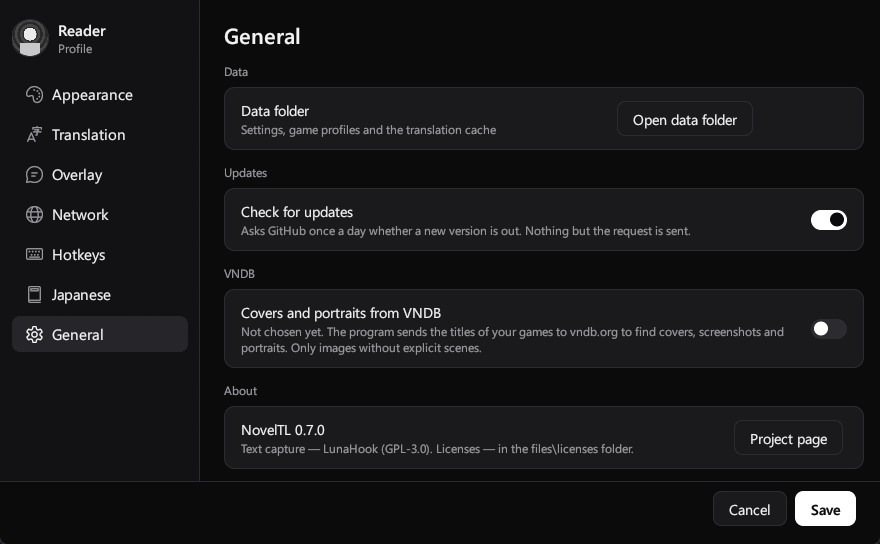 Reader
Profile
Appearance
Translation
Overlay
Network
Hotkeys
Japanese
General
General
Data
Data folder
Settings, game profiles and the translation cache
Open data folder
Updates
Check for updates
Asks GitHub once a day whether a new version is out. Nothing but the request is sent.
VNDB
Covers and portraits from VNDB
Not chosen yet. The program sends the titles of your games to vndb.org to find covers, screenshots and
portraits. Only images without explicit scenes.
About
NovelTL 0.7.0
Text capture — LunaHook (GPL-3.0). Licenses — in the files\licenses folder.
Project page
Cancel
Save